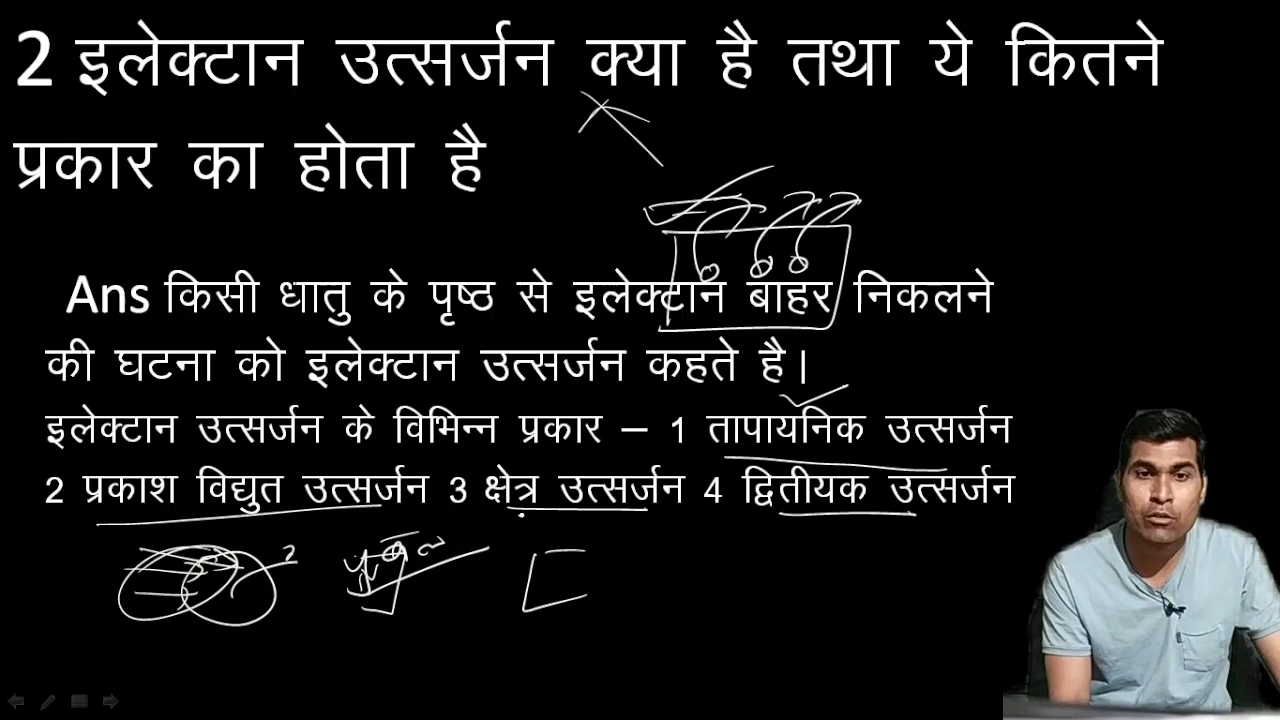 2 इलेक्टान उत्सर्जन क्या है तथा ये कितने
प्रकार का होता है
Ans किसी धातु के पृष्ठ से इलेक्टान बाहर निकलने
की घटना को इलेक्टान उत्सर्जन कहते है।
इलेक्टान उत्सर्जन के विभिन्न प्रकार – 1 तापायनिक उत्सर्जन
2 प्रकाश विद्युत उत्सर्जन 3 क्षेत्र उत्सर्जन 4 द्वितीयक उत्सर्जन